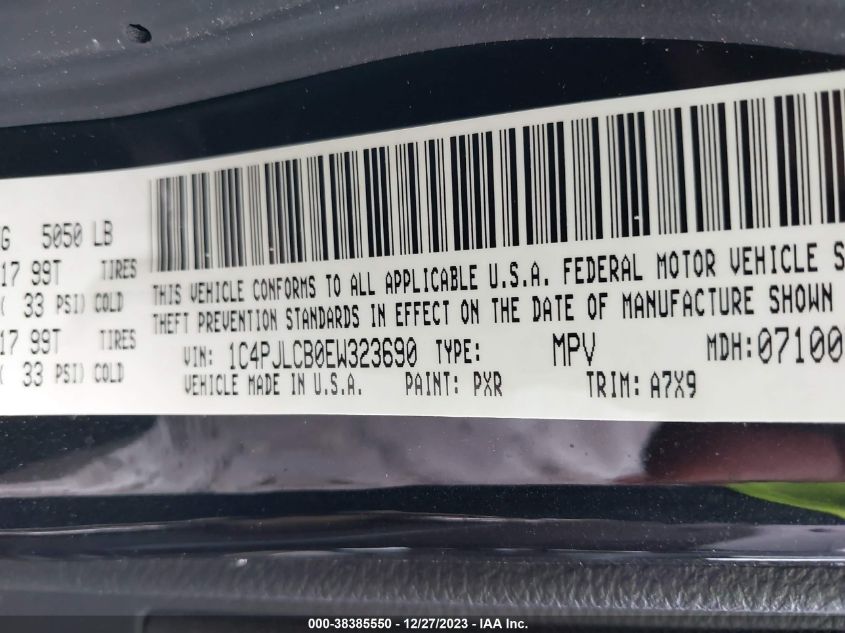 G 5050 LB
17 99T TIRES
( 33 PSI) COLD
17 99T TIRES
( 33 PSI) COLD
THIS VEHICLE CONFORMS TO ALL APPLICABLE U.S.A. FEDERAL MOTOR VEHICLE S
THEFT PREVENTION STANDARDS IN EFFECT ON THE DATE OF MANUFACTURE SHOWN
VIN: 1C4PJLCB0EW323690 TYPE: MPV MDH: 07100
VEHICLE MADE IN U.S.A. PAINT: PXR TRIM: A7X9
000-38385550 - 12/27/2023 - IAA Inc.